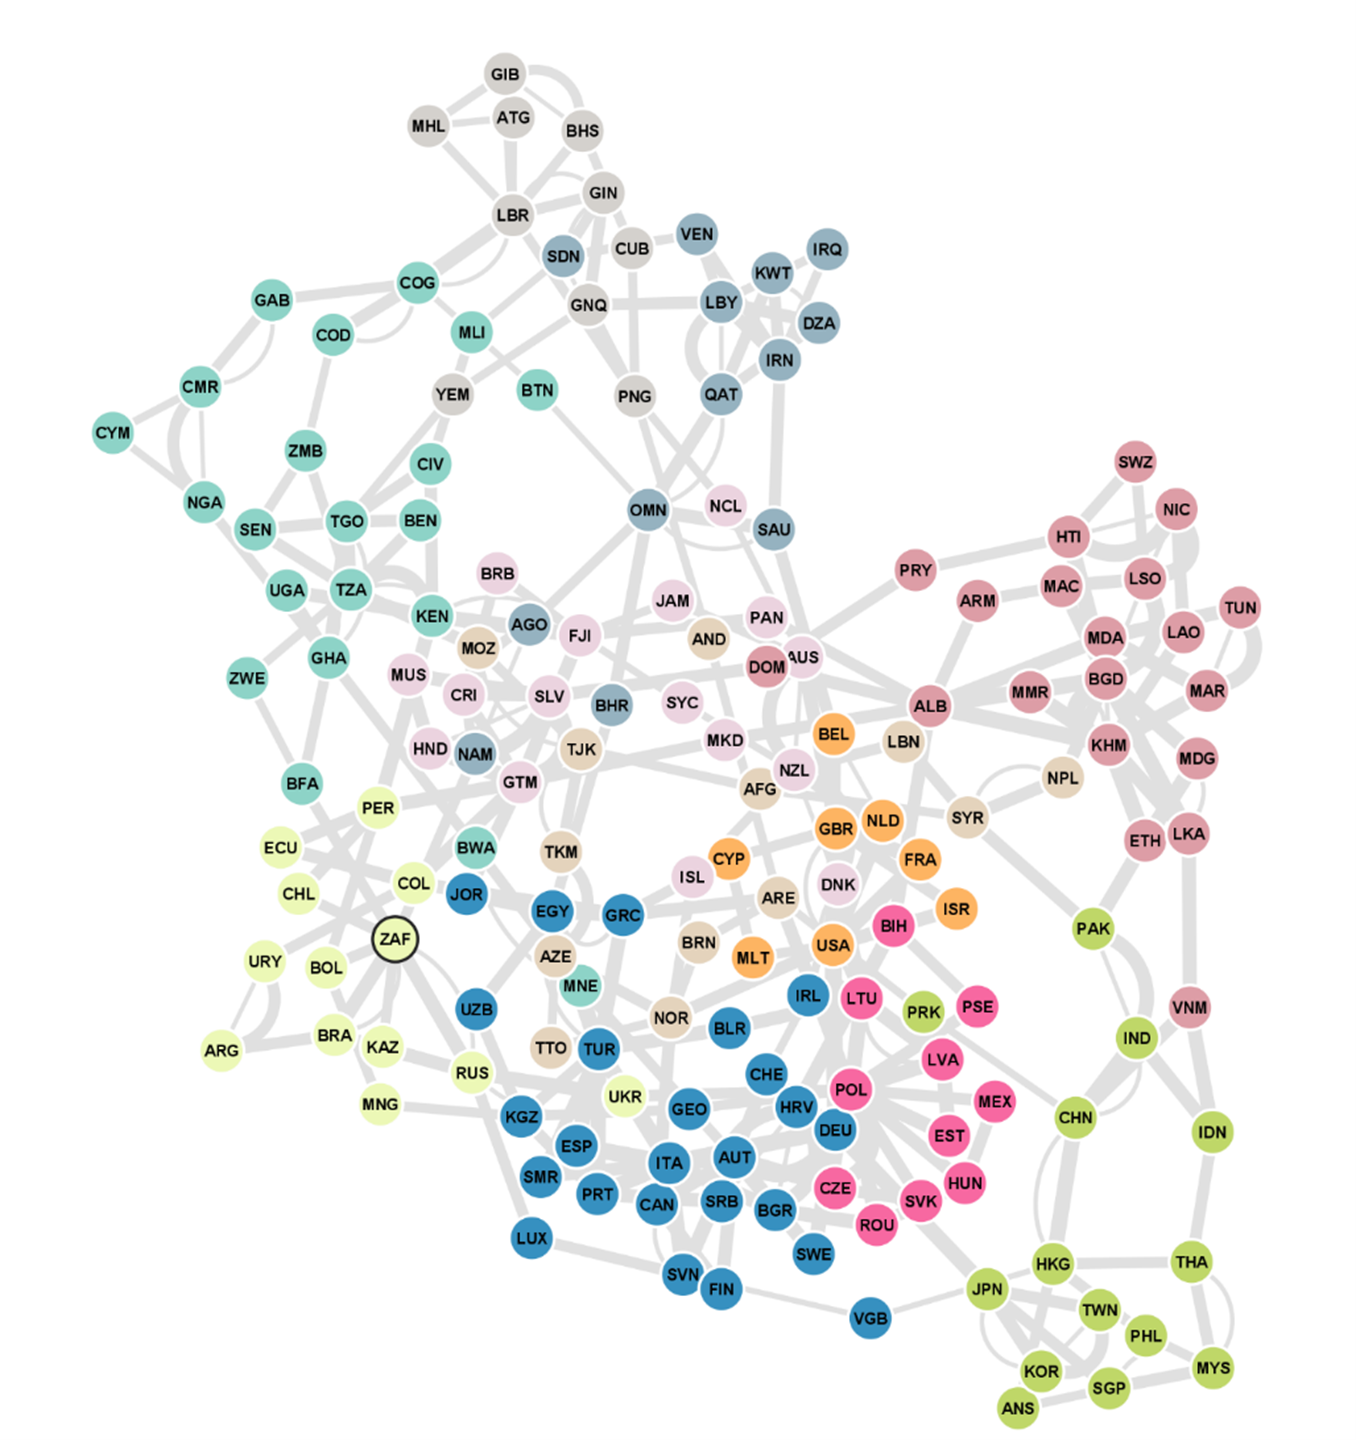 GIB
ATG
MHL
BHS
GIN
LBR
VEN
CUB
IRQ
SDN
KWT
COG
GAB
LBY
GNQ
DZA
MLI
COD
IRN
CMR
BTN
YEM
QAT
PNG
CYM
ZMB
SWZ
CIV
NGA
NCL
OMN
NIC
BEN
TGO
SEN
SAU
HTI
PRY
BRB
LSO
MAC
UGA
TZA
JAM
ARM
TUN
KEN
PAN
AGO
LAO
FJI
MDA
AND
MOZ
AUS
GHA
DOM
MUS
ZWE
BGD
MAR
MMR
CRI
SLV
SYC
BHR
ALB
BEL
MKD
LBN
KHM
HND
TJK
NAM
MDG
NZL
NPL
GTM
BFA
AFG
PER
SYR
NLD
GBR
LKA
ETH
ECU
BWA
TKM
CYP
FRA
ISL
COL
DNK
CHL
JOR
ARE
ISR
EGY
GRC
BIH
PAK
ZAF
BRN
USA
AZE
MLT
URY
BOL
MNE
IRL
LTU
PSE
VNM
UZB
PRK
NOR
BLR
BRA
IND
KAZ
TTO
TUR
ARG
LVA
RUS
CHE
POL
UKR
MEX
MNG
HRV
GEO
KGZ
CHN
DEU
IDN
EST
ESP
AUT
ITA
SMR
HUN
CZE
PRT
SVK
SRB
CAN
BGR
ROU
LUX
SWE
THA
HKG
SVN
FIN
JPN
TWN
VGB
PHL
MYS
KOR
SGP
ANS